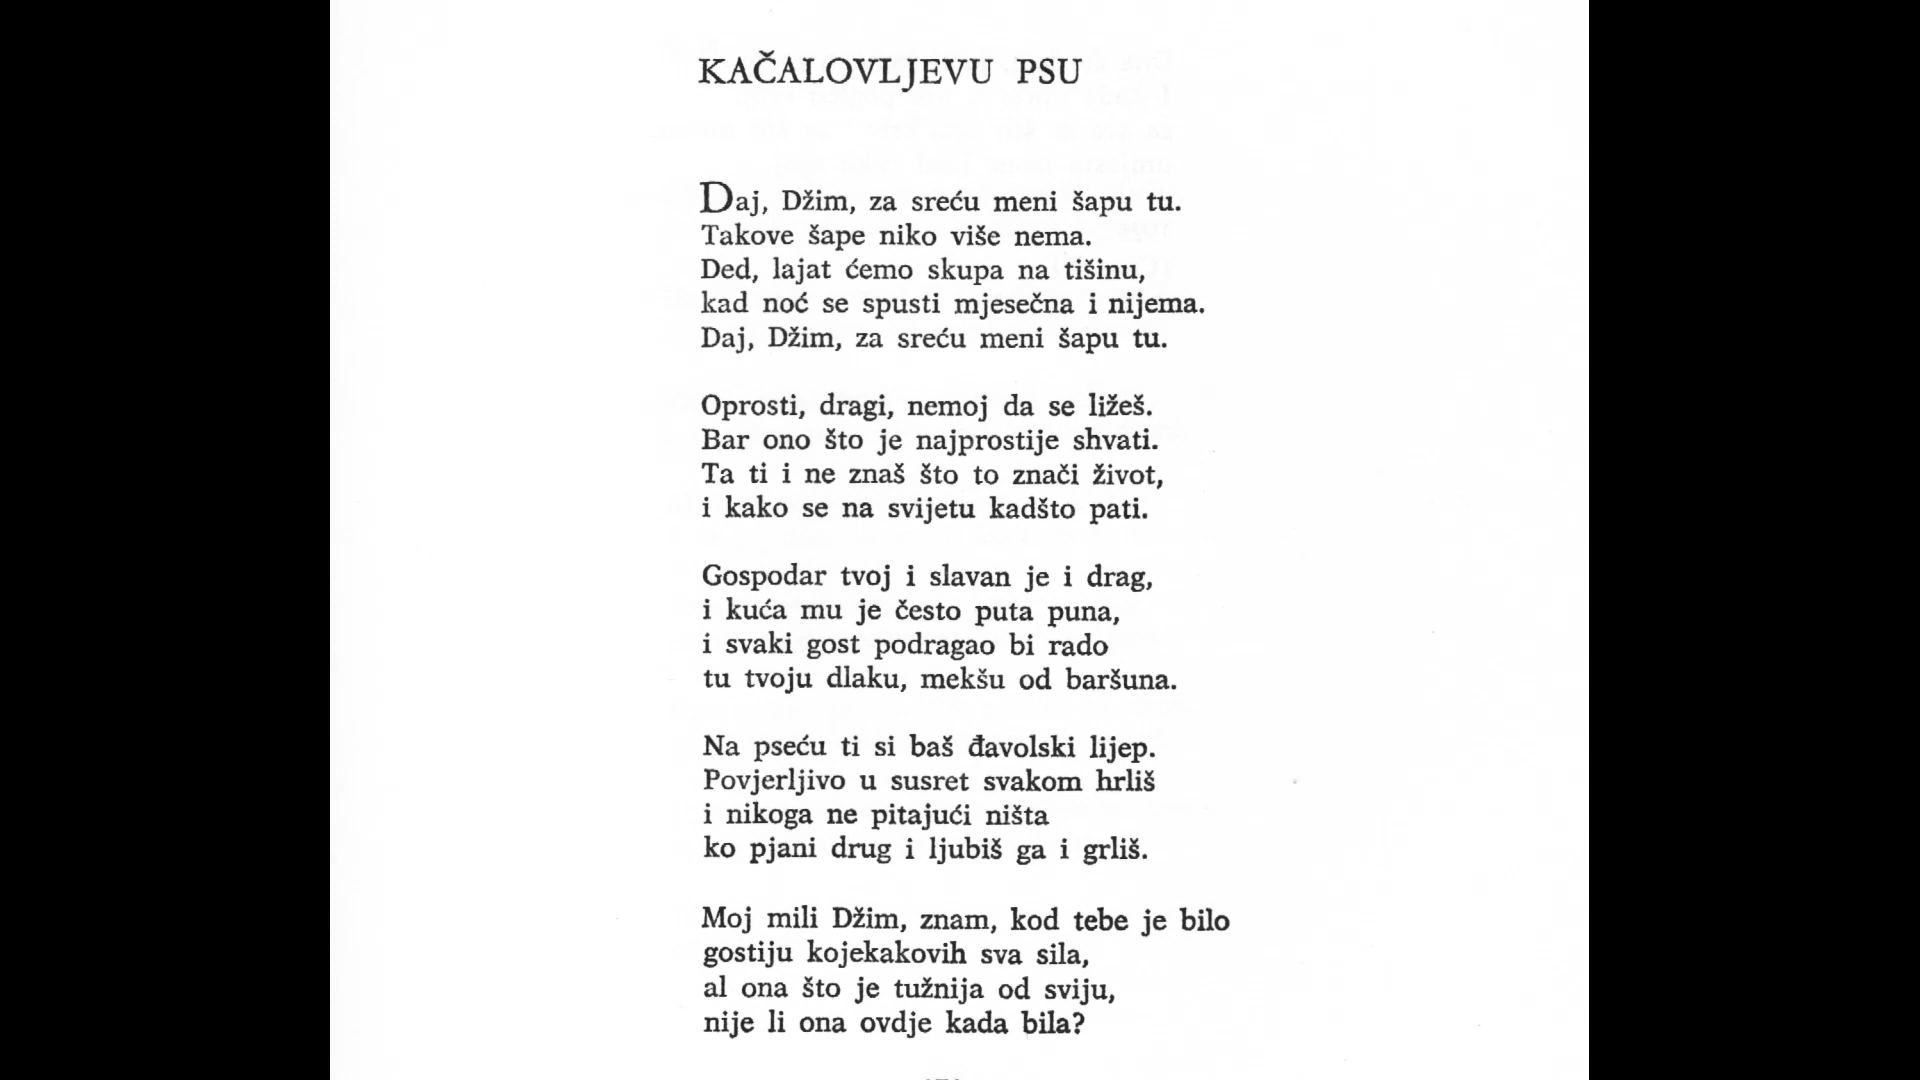 KAČALOVLJEVU PSU
Daj, Džim, za sreću meni šapu tu.
Takove šape niko više nema.
Ded, lajat ćemo skupa na tišinu,
kad noć se spusti mjesečna i nijema.
Daj, Džim, za sreću meni šapu tu.
Oprosti, dragi, nemoj da se ližeš.
Bar ono što je najprostije shvati.
Ta ti i ne znaš što to znači život,
i kako se na svijetu kadšto pati.
Gospodar tvoj i slavan je i drag,
i kuća mu je često puta puna,
i svaki gost podragao bi rado
tu tvoju dlaku, mekšu od baršuna.
Na pseću ti si baš đavolski lijep.
Povjerljivo u susret svakom hrliš
i nikoga ne pitajući ništa
ko pjani drug i ljubiš ga i grliš.
Moj mili Džim, znam, kod tebe je bilo
gostiju kojekakovih sva sila,
al ona što je tužnija od sviju,
nije li ona ovdje kada bila?